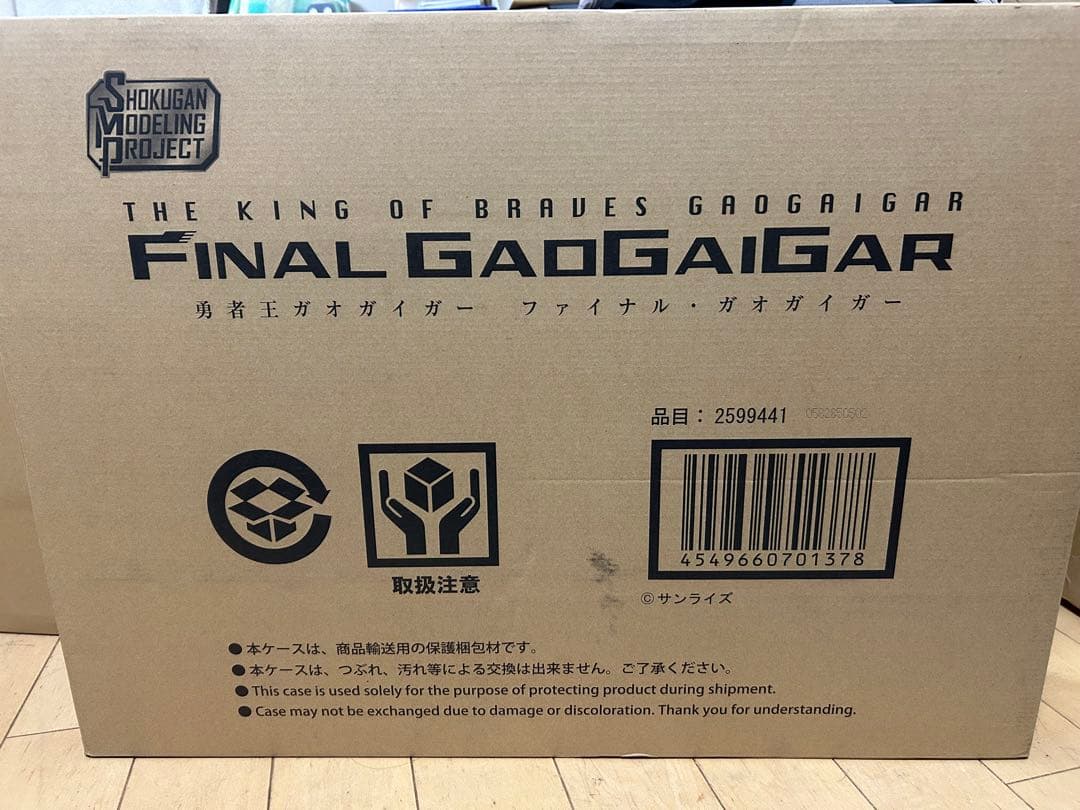 SHOKUGAN
MODELING
PROJECT
THE KING OF BRAVES GAOGAIGAR
FINAL GAOGAIGAR
勇者王ガオガイガー ファイナル・ガオガイガー
品目: 2599441
4549660701378
取扱注意
©サンライズ
●本ケースは、商品輸送用の保護梱包材です。
●本ケースは、つぶれ、汚れ等による交換は出来ません。ご了承ください。
●This case is used solely for the purpose of protecting product during shipment.
●Case may not be exchanged due to damage or discoloration. Thank you for understanding.